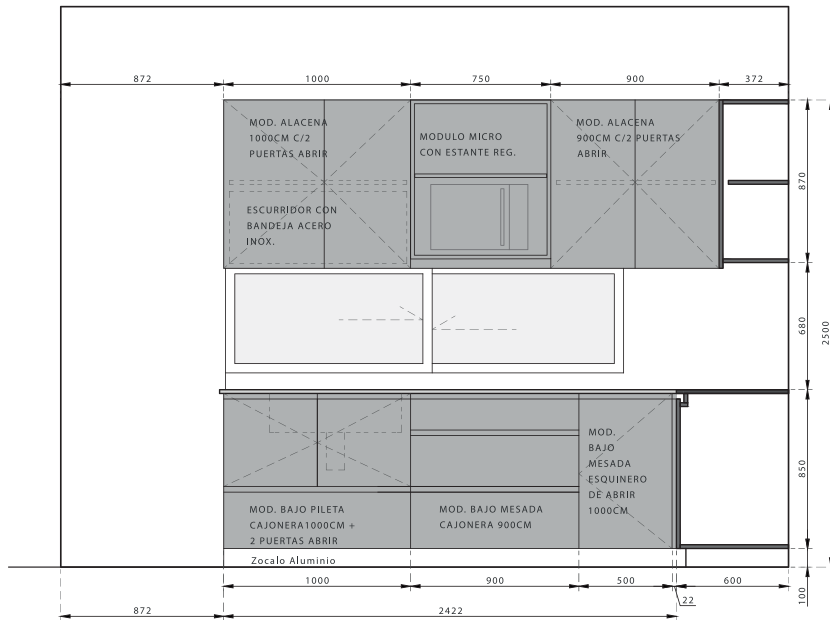 872
1000
750
900
372
MOD. ALACENA
1000CM C/2
PUERTAS ABRIR
MODULO MICRO
CON ESTANTE REG.
MOD. ALACENA
900CM C/2 PUERTAS
ABRIR
ESCURRIDOR CON
BANDEJA ACERO
INOX.
870
680
2500
850
100
MOD.
BAJO
MESADA
ESQUINERO
DE ABRIR
1000CM
MOD. BAJO PILETA
CAJONERA1000CM +
2 PUERTAS ABRIR
MOD. BAJO MESADA
CAJONERA 900CM
Zocalo Aluminio
1000
900
500
600
22
872
2422